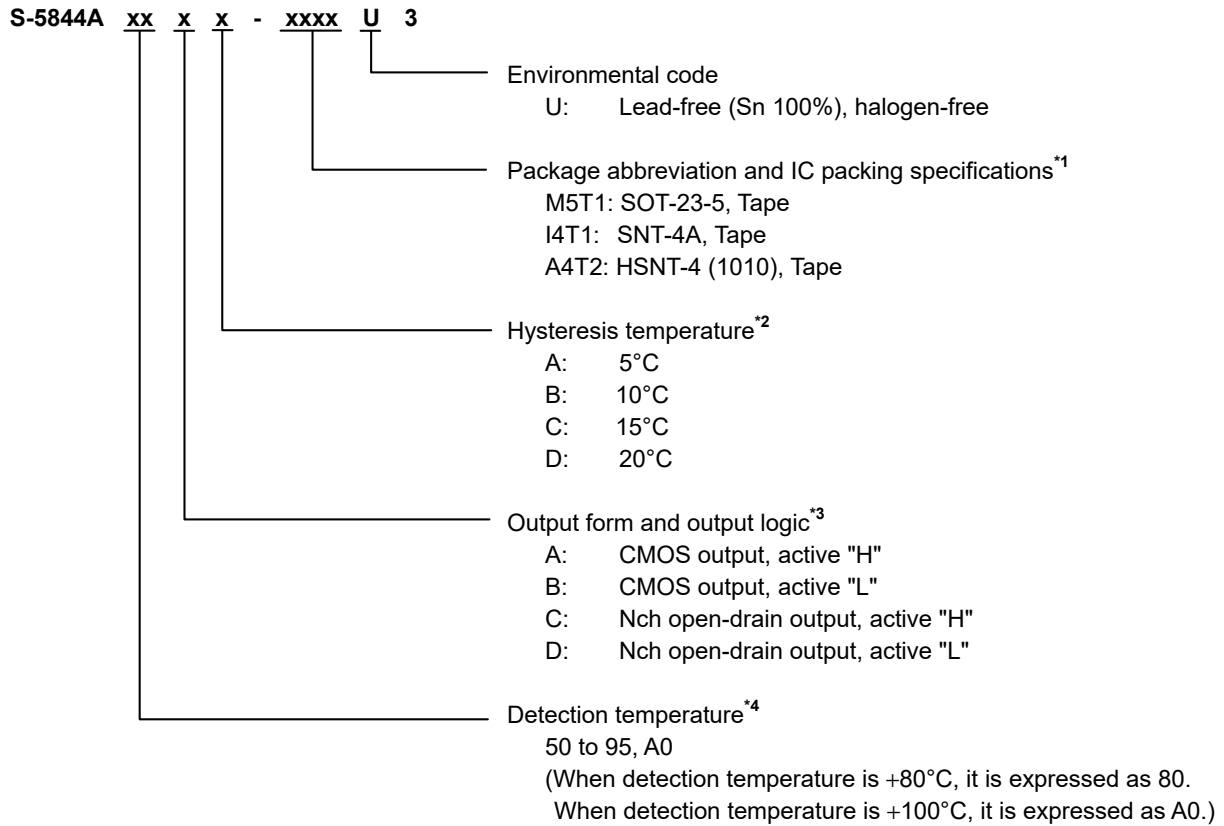 S-5844A xx x x - xxxx U 3
Environmental code
U: Lead-free (Sn 100%), halogen-free
Package abbreviation and IC packing specifications*1
M5T1: SOT-23-5, Tape
I4T1: SNT-4A, Tape
A4T2: HSNT-4 (1010), Tape
Hysteresis temperature*2
A: 5°C
B: 10°C
C: 15°C
D: 20°C
Output form and output logic*3
A: CMOS output, active "H"
B: CMOS output, active "L"
C: Nch open-drain output, active "H"
D: Nch open-drain output, active "L"
Detection temperature*4
50 to 95, A0
(When detection temperature is +80°C, it is expressed as 80.
When detection temperature is +100°C, it is expressed as A0.)